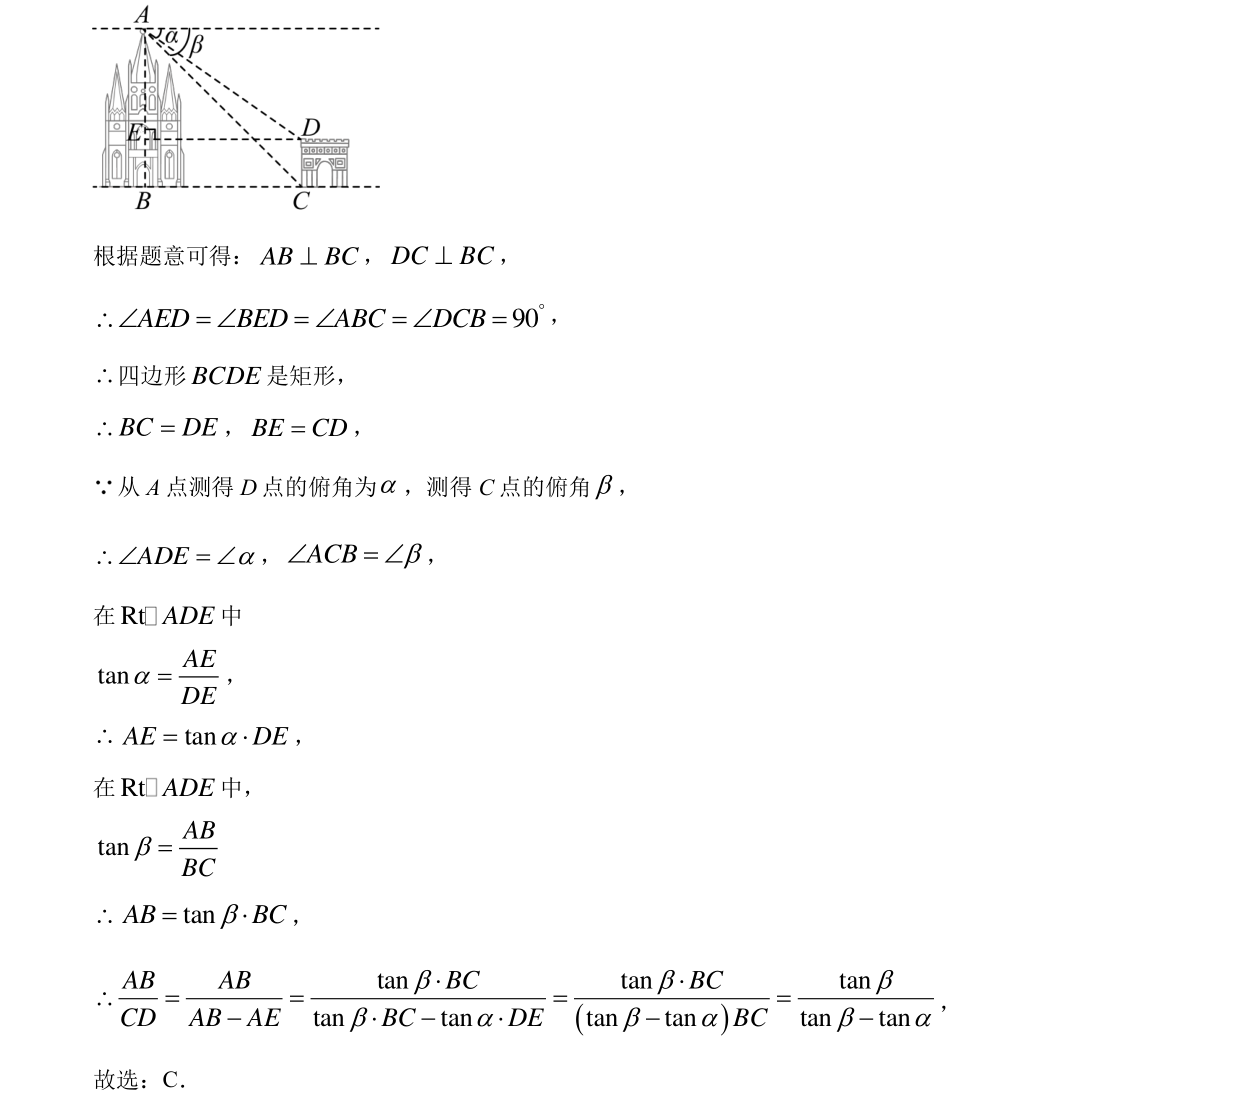 A
α
β
E
D
B
C
根据题意可得： AB ⊥ BC ， DC ⊥ BC ，
∴∠AED = ∠BED = ∠ABC = ∠DCB = 90° ，
∴四边形 BCDE 是矩形，
∴ BC = DE ， BE = CD ，
∵从 A 点测得 D 点的俯角为 α ，测得 C 点的俯角 β ，
∴∠ADE = ∠α ， ∠ACB = ∠β ，
在 Rt□ ADE 中
tan α = AE/DE ，
∴ AE = tan α · DE ，
在 Rt□ ADE 中，
tan β = AB/BC
∴ AB = tan β · BC ，
∴ AB/CD = AB/(AB − AE) = (tan β · BC)/(tan β · BC − tan α · DE) = (tan β · BC)/((tan β − tan α) BC) = tan β/(tan β − tan α) ，
故选：C．